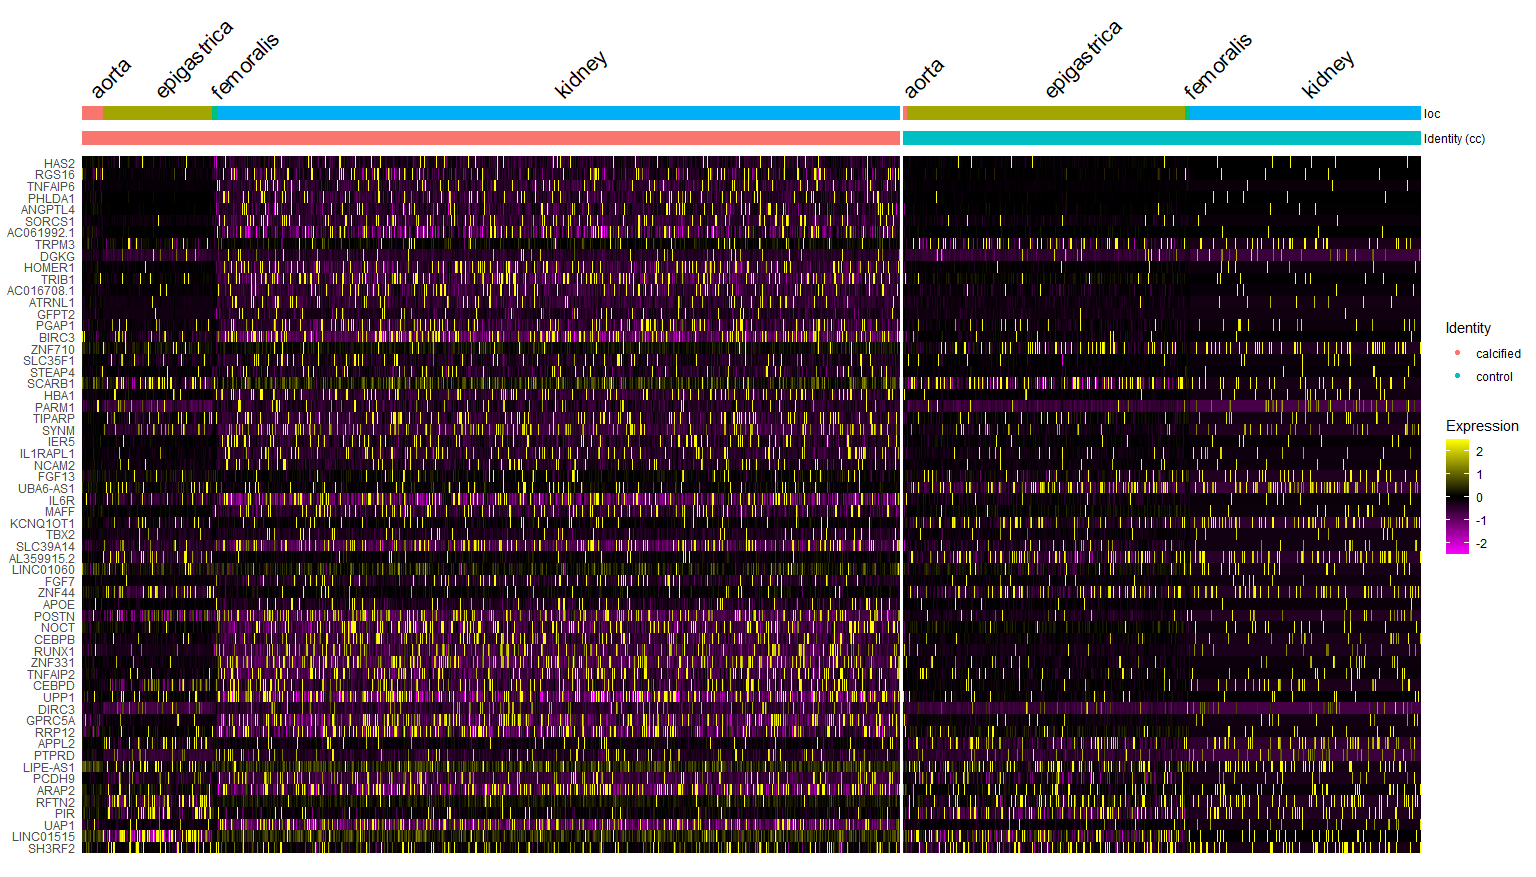 aorta
epigastrica
femoralis
kidney
aorta
epigastrica
femoralis
kidney
loc
Identity (cc)
HAS2
RGS16
TNFAIP6
PHLDA1
ANGPTL4
SORCS1
AC061992.1
TRPM3
DGKG
HOMER1
TRIB1
AC016708.1
ATRNL1
GFPT2
PGAP1
BIRC3
ZNF710
SLC35F1
STEAP4
SCARB1
HBA1
PARM1
TIPARP
SYNM
IER5
IL1RAPL1
NCAM2
FGF13
UBA6-AS1
IL6R
MAFF
KCNQ1OT1
TBX2
SLC39A14
AL359915.2
LINC01060
FGF7
ZNF44
APOE
POSTN
NOCT
CEBPB
RUNX1
ZNF331
TNFAIP2
CEBPD
UPP1
DIRC3
GPRC5A
RRP12
APPL2
PTPRD
LIPE-AS1
PCDH9
ARAP2
RFTN2
PIR
UAP1
LINC01515
SH3RF2
Identity
calcified
control
Expression
2
1
0
-1
-2